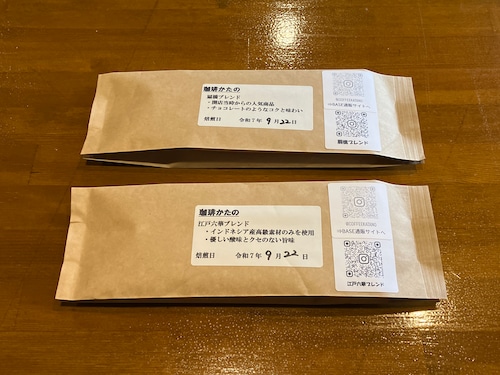 珈琲かたの
ブレンド
・開店当時からの人気商品
・チョコレートのようなコクと味わい
焙煎日 令和7年 9月22日
⇒BASE通販サイトへ
ブレンド
珈琲かたの
江戸六華ブレンド
・インドネシア産高級素材のみを使用
・優しい酸味とクセのない旨味
焙煎日 令和7年 9月22日
⇒BASE通販サイトへ
江戸六華ブレンド